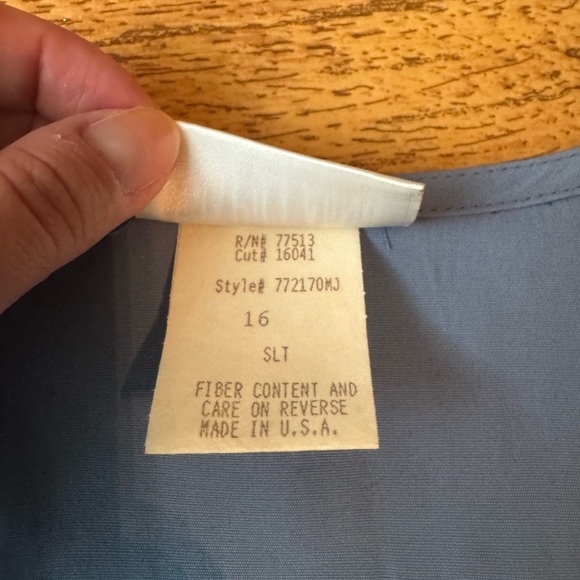 R/N# 77513
Cut# 16041
Style# 772170MJ
16
SLT
FIBER CONTENT AND
CARE ON REVERSE
MADE IN U.S.A.